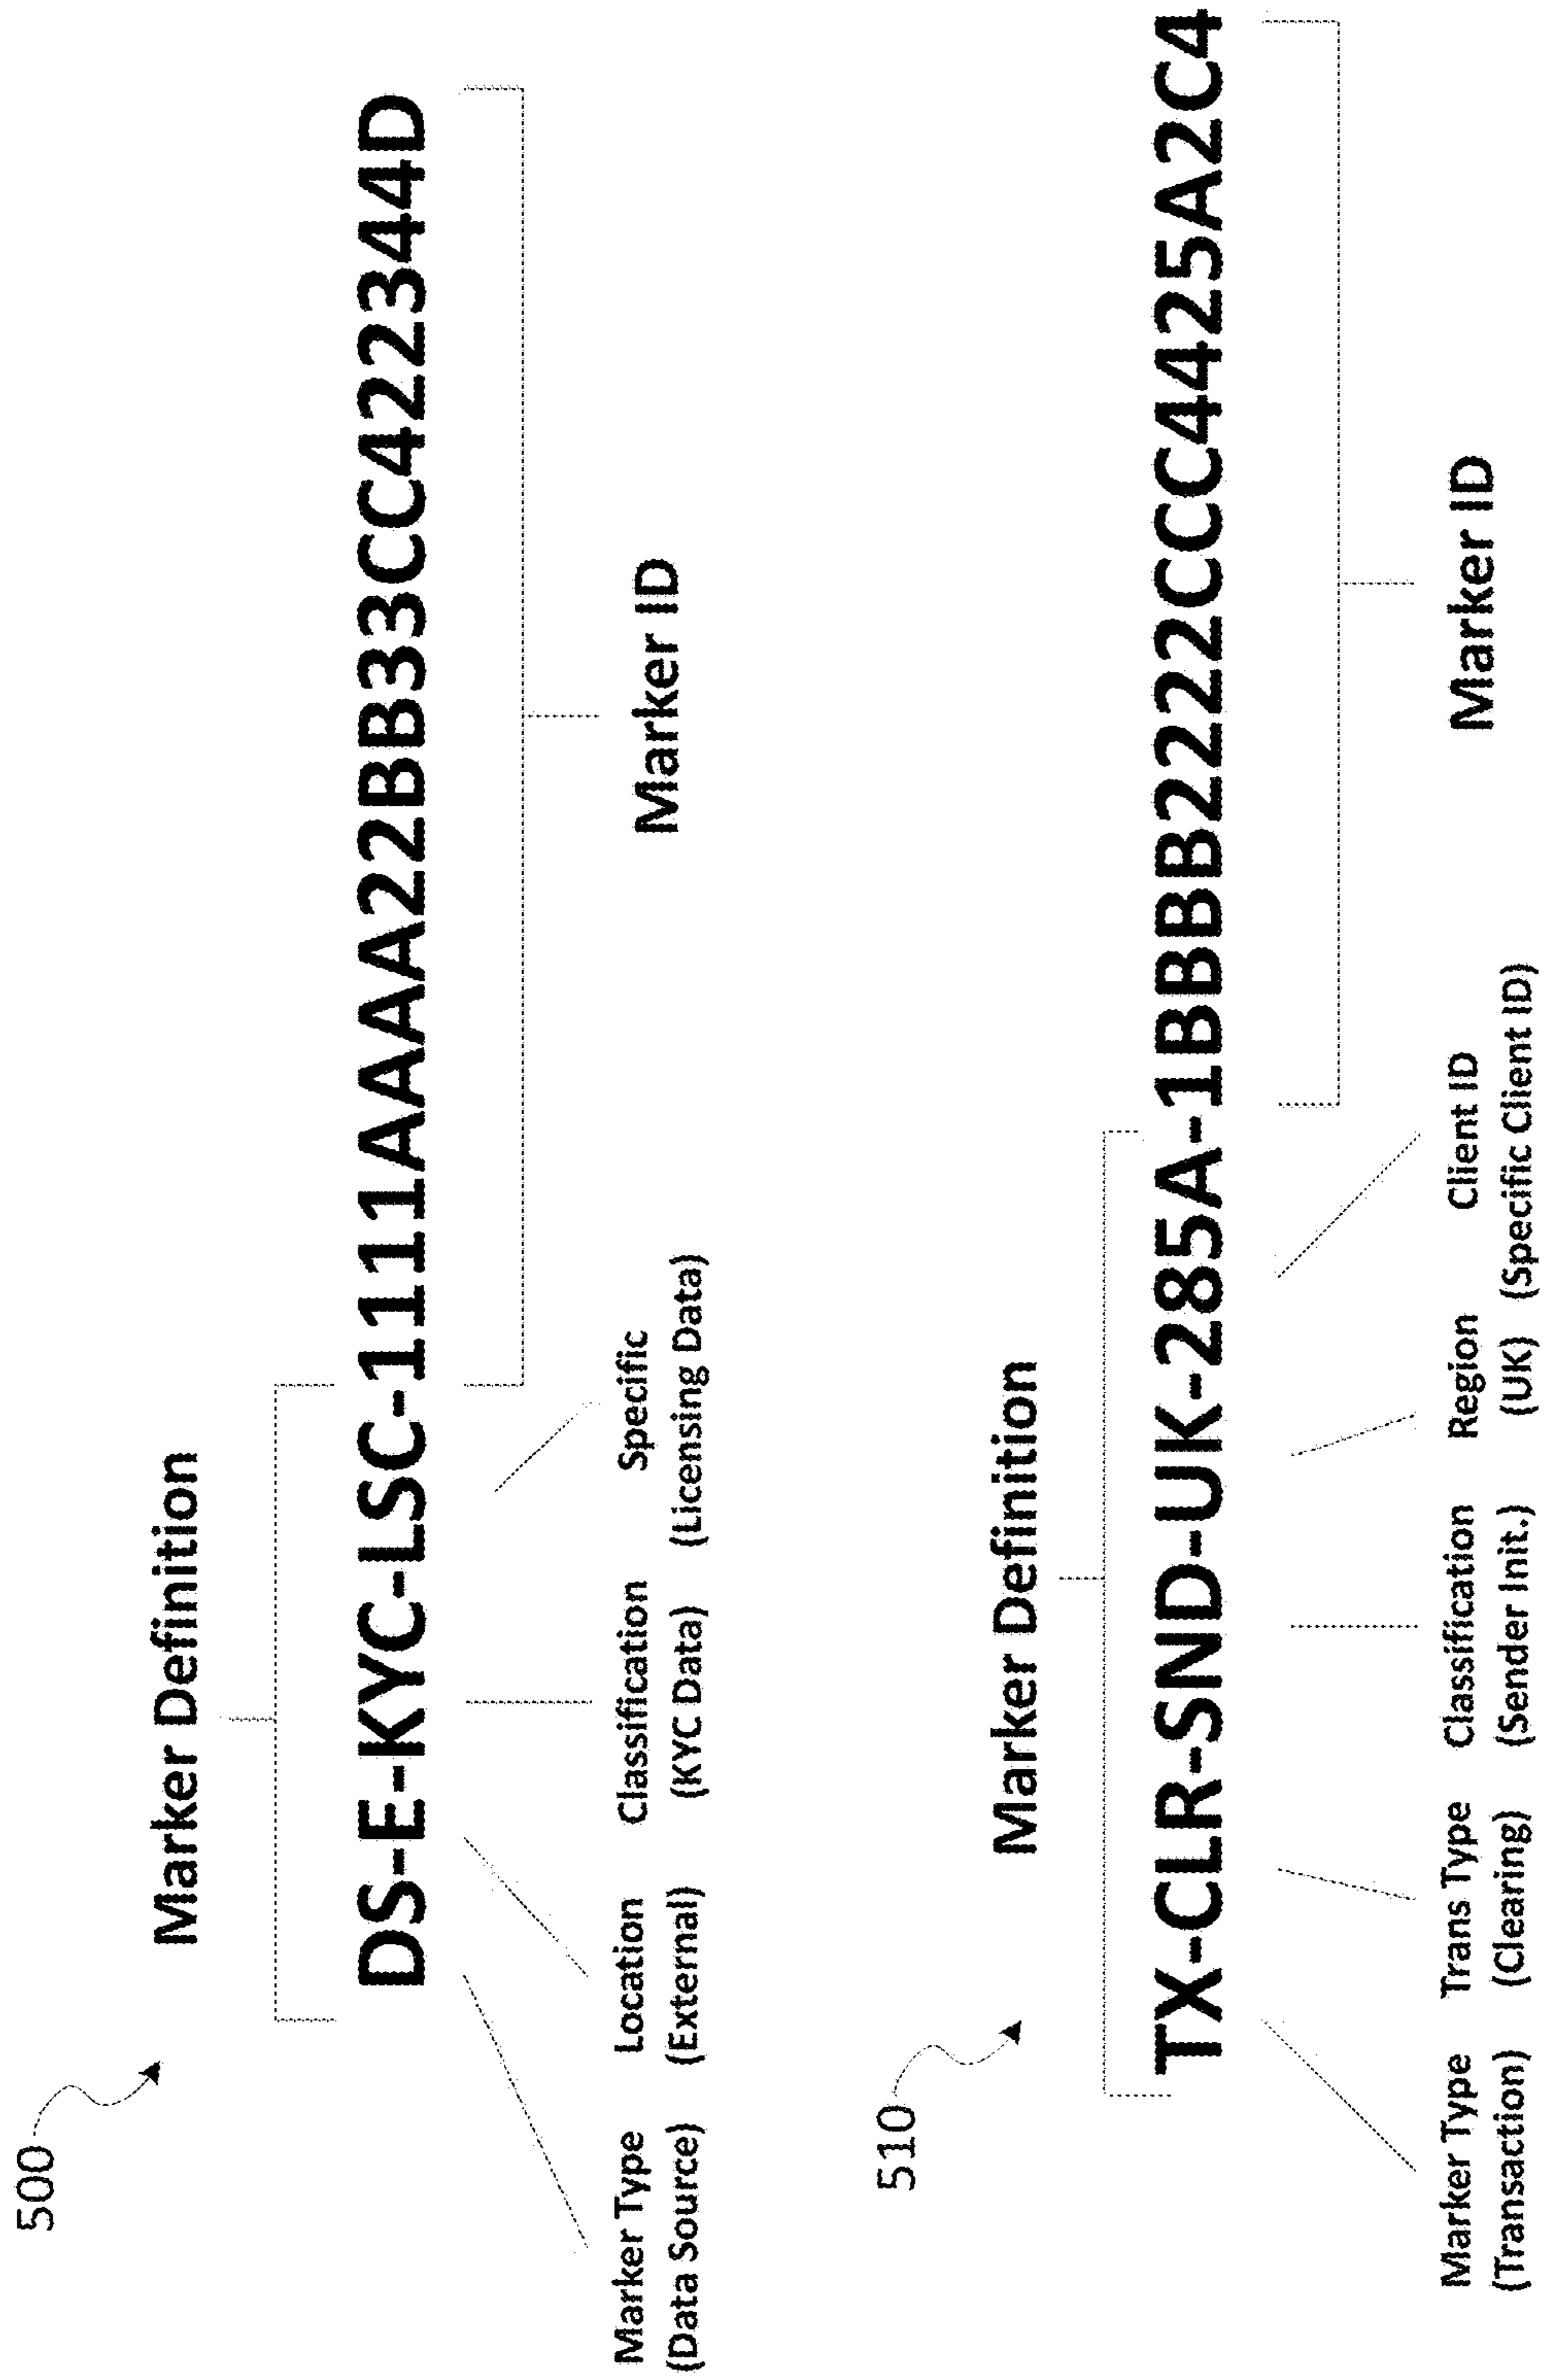 500
Marker Definition
DS-E-KYC-LSC-1111AAAA22BB33CC422344D
Marker Type
(Data Source)
Location
(External)
Classification
(KYC Data)
Specific
(Licensing Data)
Marker ID
510
Marker Definition
TX-CLR-SND-UK-285A-1BBBB2222CCC4425A2C4
Marker Type
(Transaction)
Trans Type
(Clearing)
Classification
(Sender Init.)
Region
(UK)
Client ID
(Specific Client ID)
Marker ID